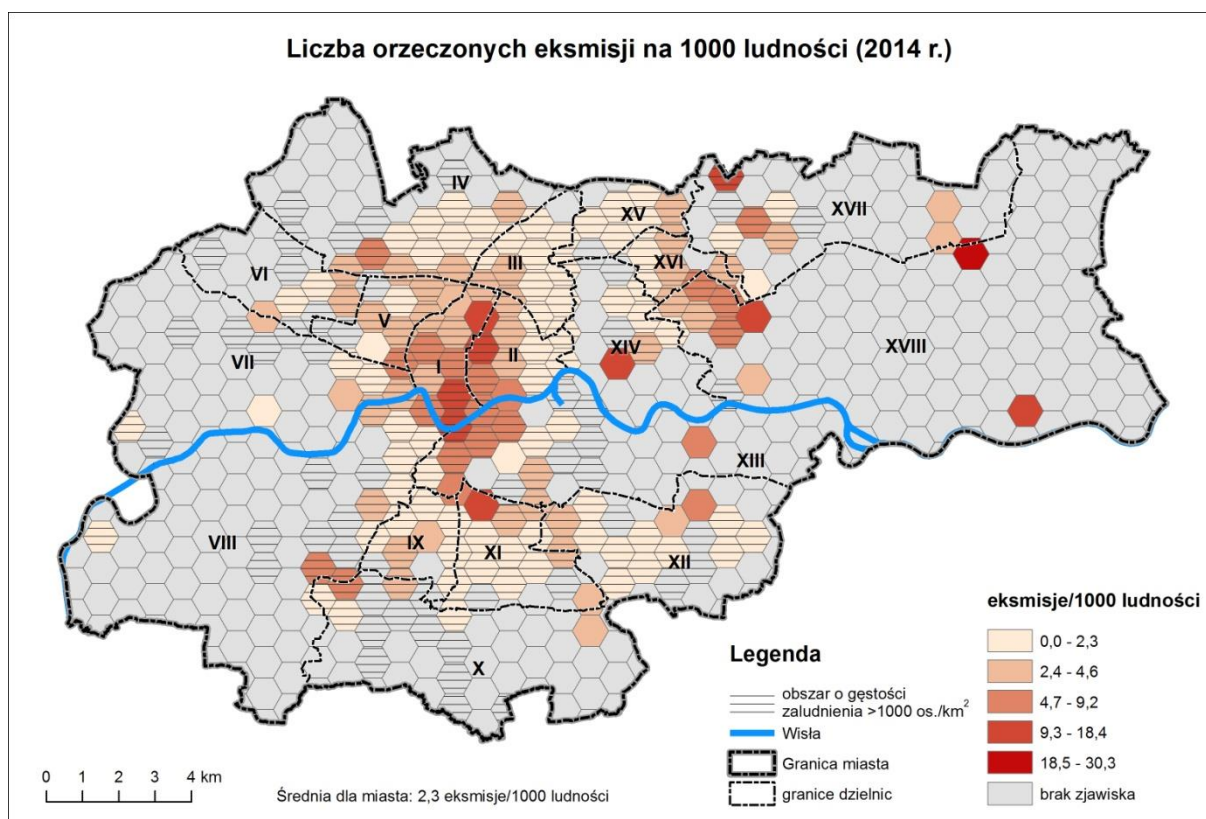 Liczba orzeczonych eksmisji na 1000 ludności (2014 r.)
IV
XV
XVII
VI
III
XVI
V
VII
I
II
XIV
XVIII
XIII
VIII
IX
XI
XII
X
Legenda
obszar o gęstości
zaludnienia >1000 os./km²
Wisła
Granica miasta
granice dzielnic
eksmisje/1000 ludności
0,0 - 2,3
2,4 - 4,6
4,7 - 9,2
9,3 - 18,4
18,5 - 30,3
brak zjawiska
0 1 2 3 4 km
Średnia dla miasta: 2,3 eksmisje/1000 ludności